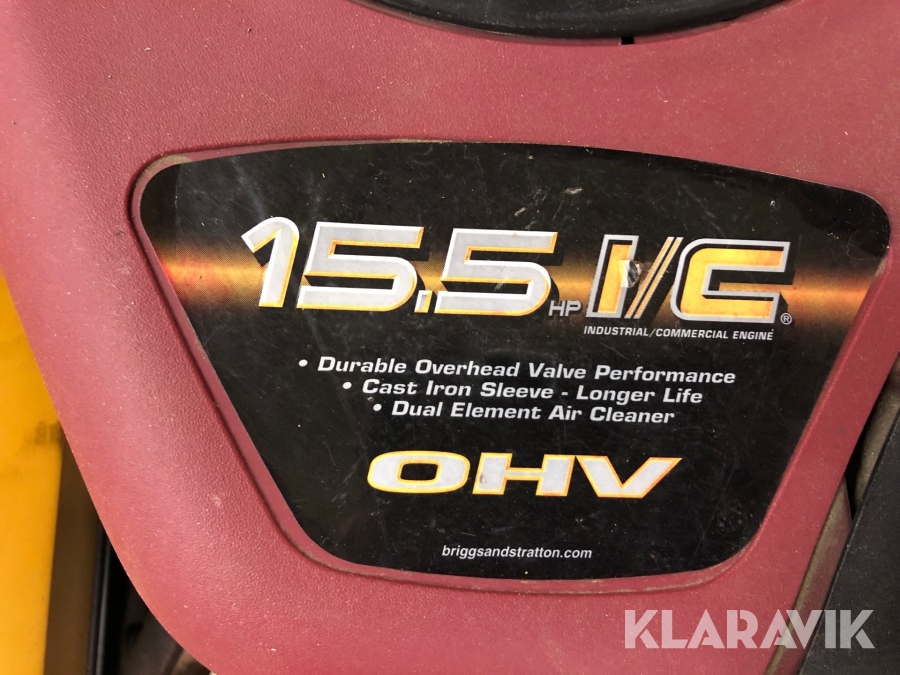 15.5 HP I/C®
INDUSTRIAL/COMMERCIAL ENGINE
• Durable Overhead Valve Performance
• Cast Iron Sleeve - Longer Life
• Dual Element Air Cleaner
OHV
briggsandstratton.com
KLARAVIK